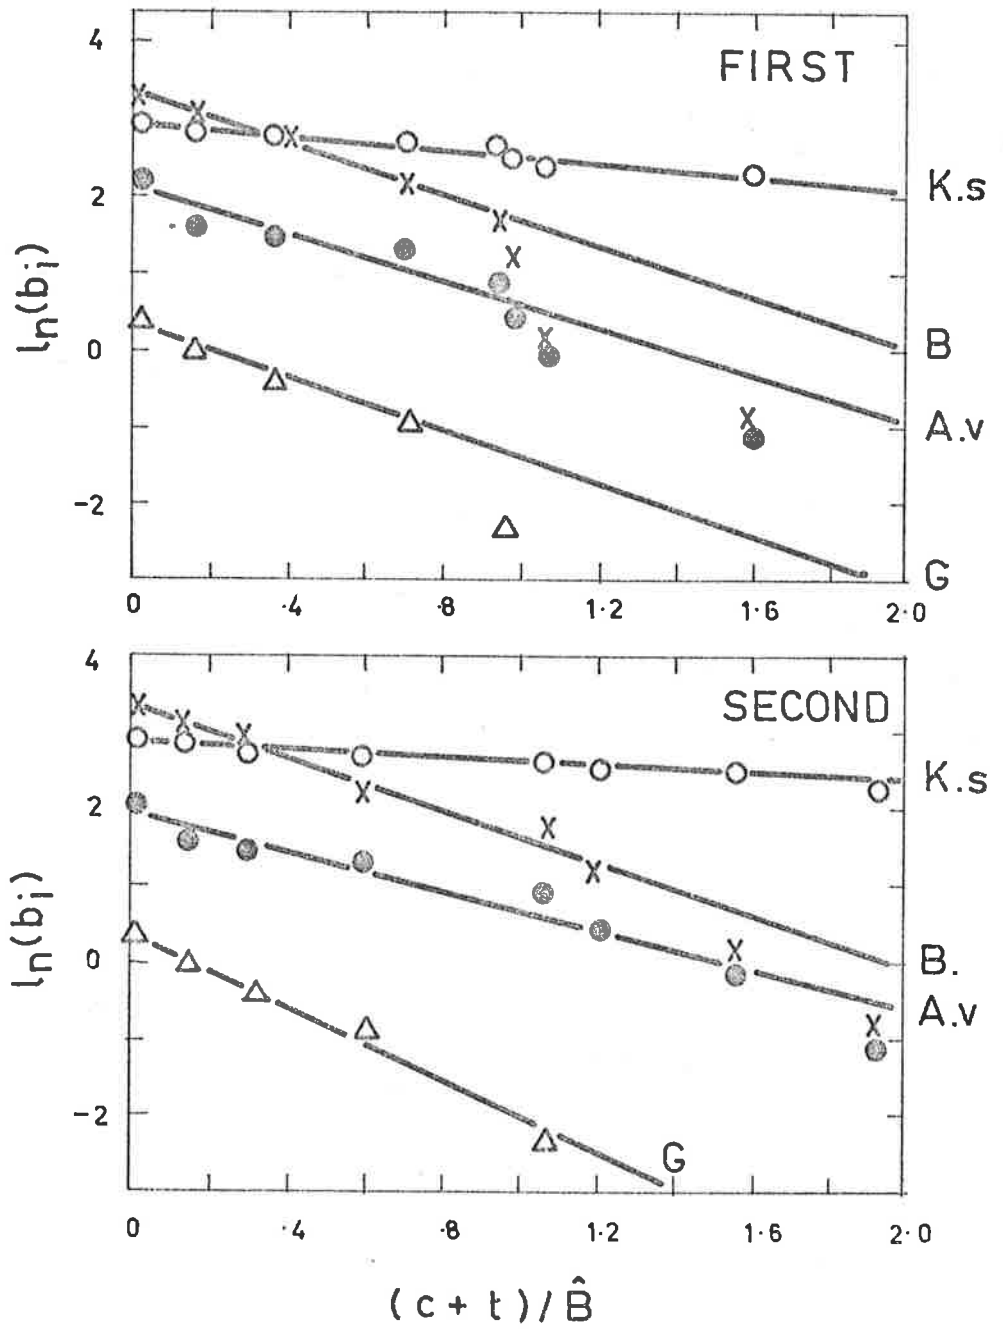 4
FIRST
2
K.s
ln(bi)
0
B
A.v
-2
G
0 .4 .8 1.2 1.6 2.0
4
SECOND
K.s
2
ln(bi)
0
B.
A.v
-2
G
0 .4 .8 1.2 1.6 2.0
(c + t) / B̂